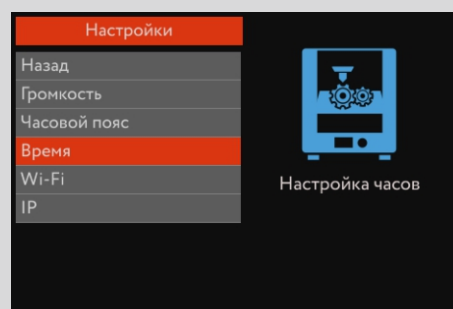 Настройки
Назад
Громкость
Часовой пояс
Время
Wi-Fi
IP
Настройка часов